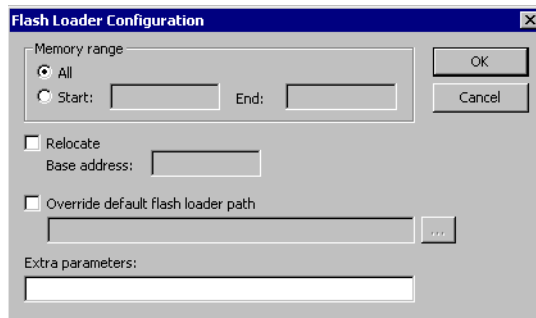 Flash Loader Configuration
Memory range
All
Start:
End:
OK
Cancel
Relocate
Base address:
Override default flash loader path
...
Extra parameters: